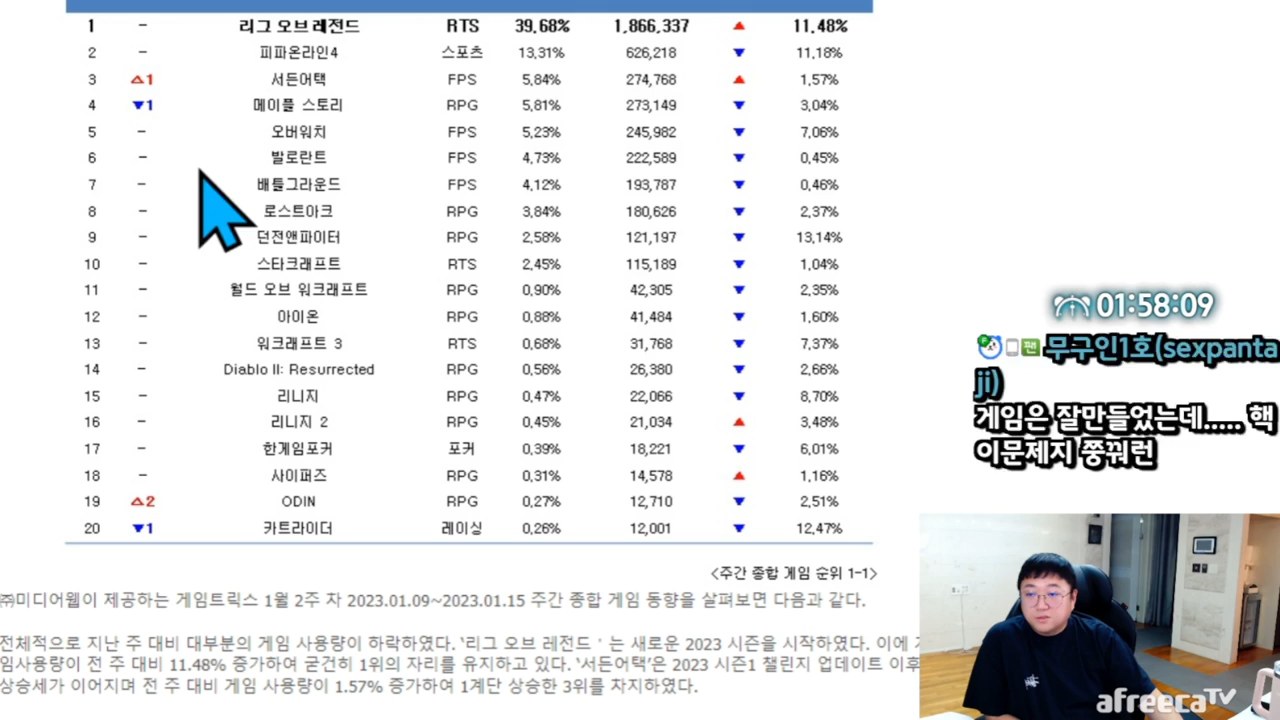 1 - 리그 오브 레전드 RTS 39.68% 1,866,337 ▲ 11.48%
2 - 피파온라인4 스포츠 13.31% 626,218 ▼ 11.18%
3 △1 서든어택 FPS 5.84% 274,768 ▲ 1.57%
4 ▼1 메이플 스토리 RPG 5.81% 273,149 ▼ 3.04%
5 - 오버워치 FPS 5.23% 245,982 ▼ 7.06%
6 - 발로란트 FPS 4.73% 222,589 ▼ 0.45%
7 - 배틀그라운드 FPS 4.12% 193,787 ▼ 0.46%
8 - 로스트아크 RPG 3.84% 180,626 ▼ 2.37%
9 - 던전앤파이터 RPG 2.58% 121,197 ▼ 13.14%
10 - 스타크래프트 RTS 2.45% 115,189 ▼ 1.04%
11 - 월드 오브 워크래프트 RPG 0.90% 42,305 ▼ 2.35%
12 - 아이온 RPG 0.88% 41,484 ▼ 1.60%
13 - 워크래프트 3 RTS 0.68% 31,768 ▼ 7.37%
14 - Diablo II: Resurrected RPG 0.56% 26,380 ▼ 2.66%
15 - 리니지 RPG 0.47% 22,066 ▼ 8.70%
16 - 리니지 2 RPG 0.45% 21,034 ▲ 3.48%
17 - 한게임포커 포커 0.39% 18,221 ▼ 6.01%
18 - 사이퍼즈 RPG 0.31% 14,578 ▲ 1.16%
19 △2 ODIN RPG 0.27% 12,710 ▼ 2.51%
20 ▼1 카트라이더 레이싱 0.26% 12,001 ▼ 12.47%
<주간 종합 게임 순위 1-1>
㈜미디어웹이 제공하는 게임트릭스 1월 2주 2023.01.09~2023.01.15 주간 종합 게임 동향을 살펴보면 다음과 같다.
전체적으로 지난 주 대비 대부분의 게임 사용량이 하락하였다. '리그 오브 레전드 ' 는 새로운 2023 시즌을 시작하였다. 이에
임사용량이 전 주 대비 11.48% 증가하여 굳건히 1위의 자리를 유지하고 있다. '서든어택'은 2023 시즌1 챌린지 업데이트 이후
상승세가 이어지며 전 주 대비 게임 사용량이 1.57% 증가하여 1계단 상승한 3위를 차지하였다.
01:58:09
팬 무구인1호(sexpanta
ji)
게임은 잘만들었는데..... 핵
이문제지 쭝꿔런
afreecaTV